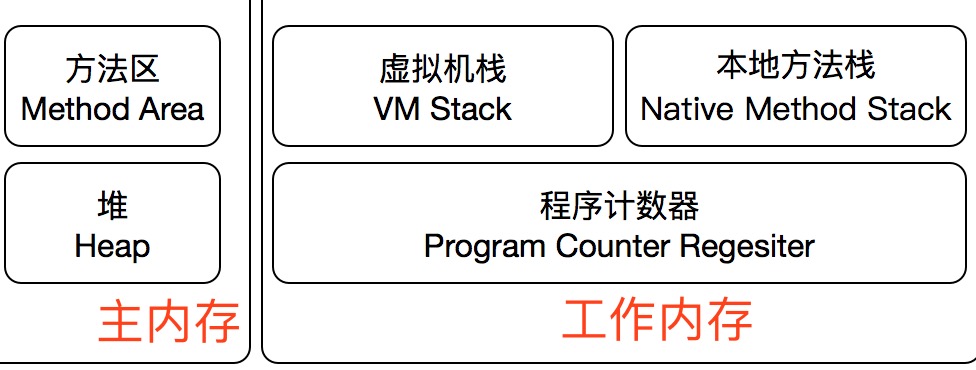 方法区
Method Area
堆
Heap
主内存
虚拟机栈
VM Stack
本地方法栈
Native Method Stack
程序计数器
Program Counter Regesiter
工作内存